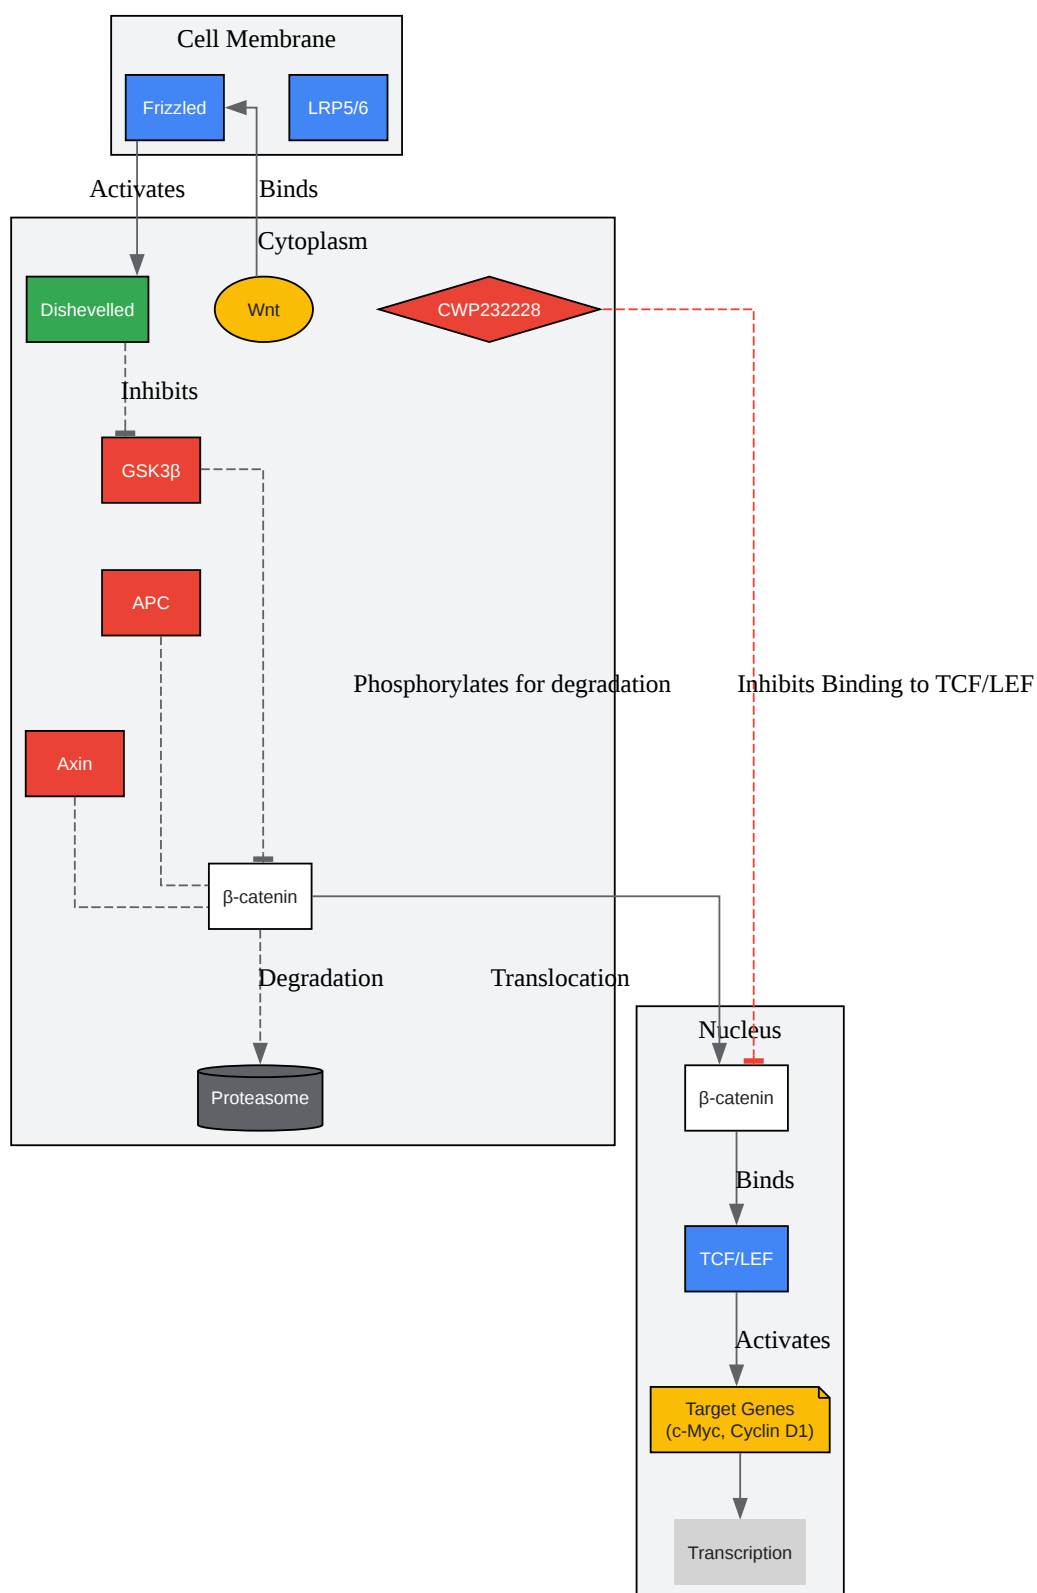 Cell Membrane
Frizzled
LRP5/6
Activates
Binds
Cytoplasm
Dishevelled
Wnt
CWP232228
Inhibits
GSK3β
APC
Phosphorylates for degradation
Inhibits Binding to TCF/LEF
Axin
β-catenin
Degradation
Translocation
Nucleus
Proteasome
β-catenin
Binds
TCF/LEF
Activates
Target Genes
(c-Myc, Cyclin D1)
Transcription